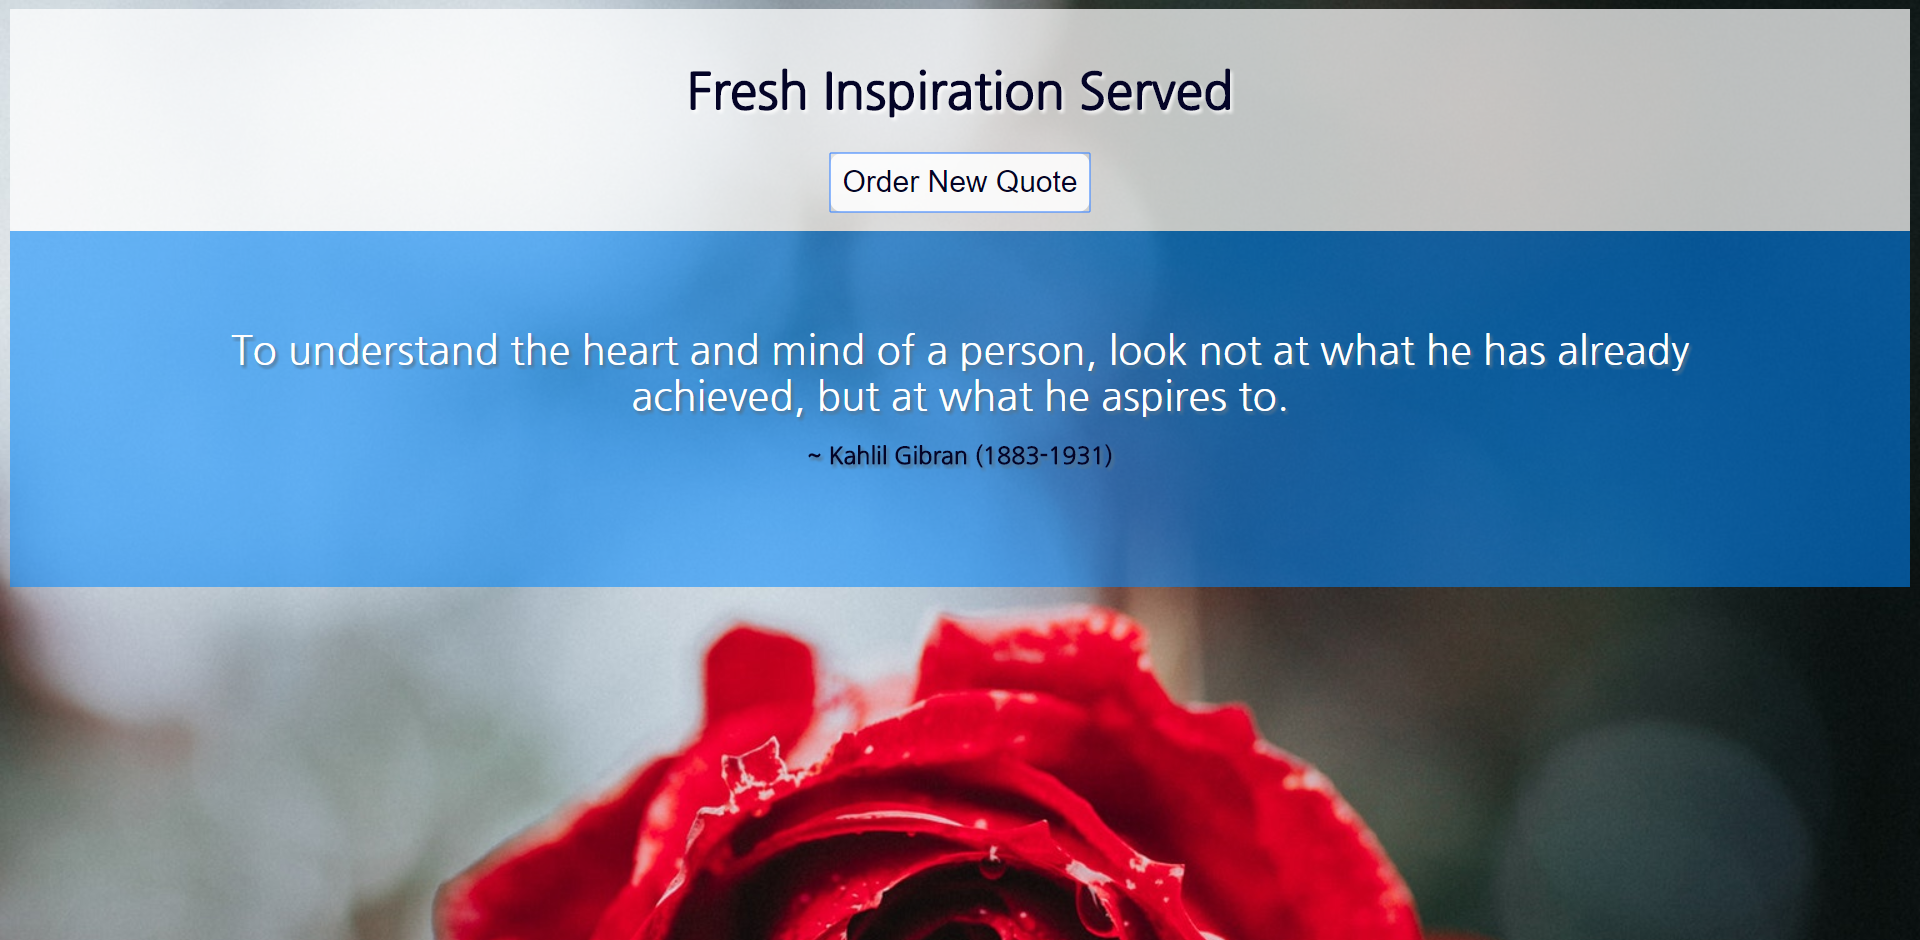 Fresh Inspiration Served
Order New Quote
To understand the heart and mind of a person, look not at what he has already
achieved, but at what he aspires to.
~ Kahlil Gibran (1883-1931)